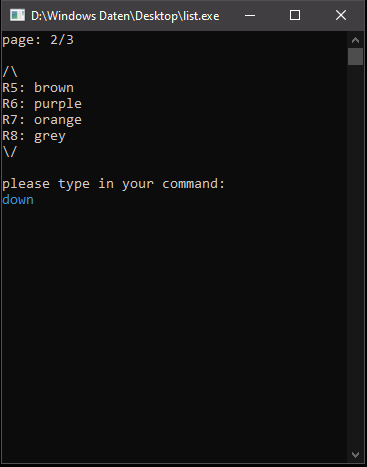 D:\Windows Daten\Desktop\list.exe
page: 2/3
/\
R5: brown
R6: purple
R7: orange
R8: grey
\/
please type in your command:
down